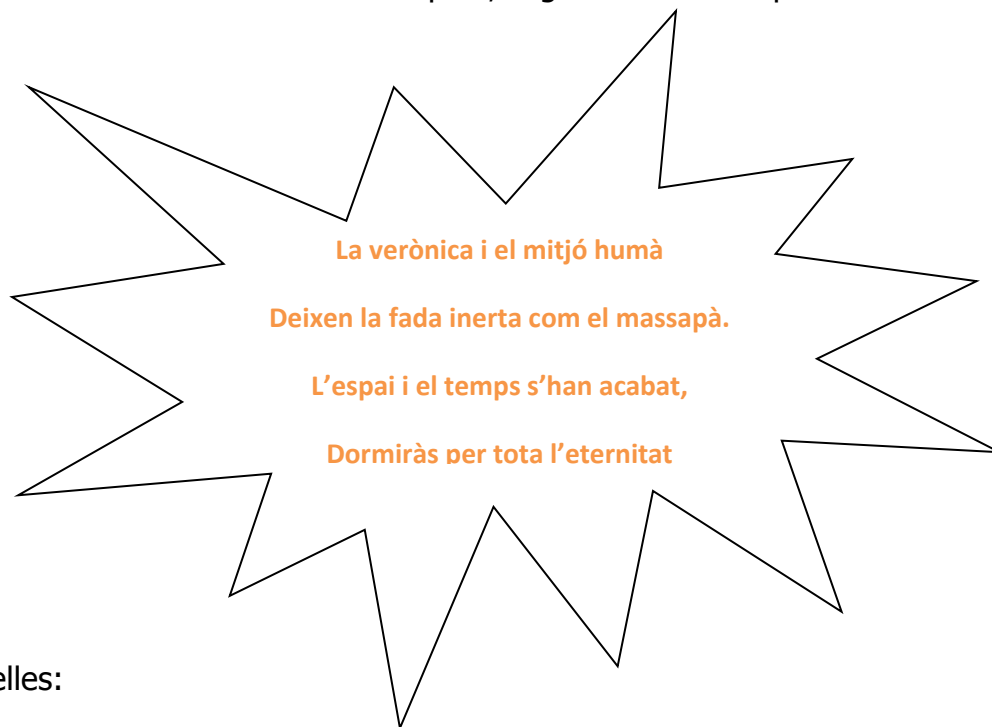 La verònica i el mitjó humà
Deixen la fada inerta com el massapà.
L’espai i el temps s’han acabat,
Dormiràs per tota l’eternitat
elles: